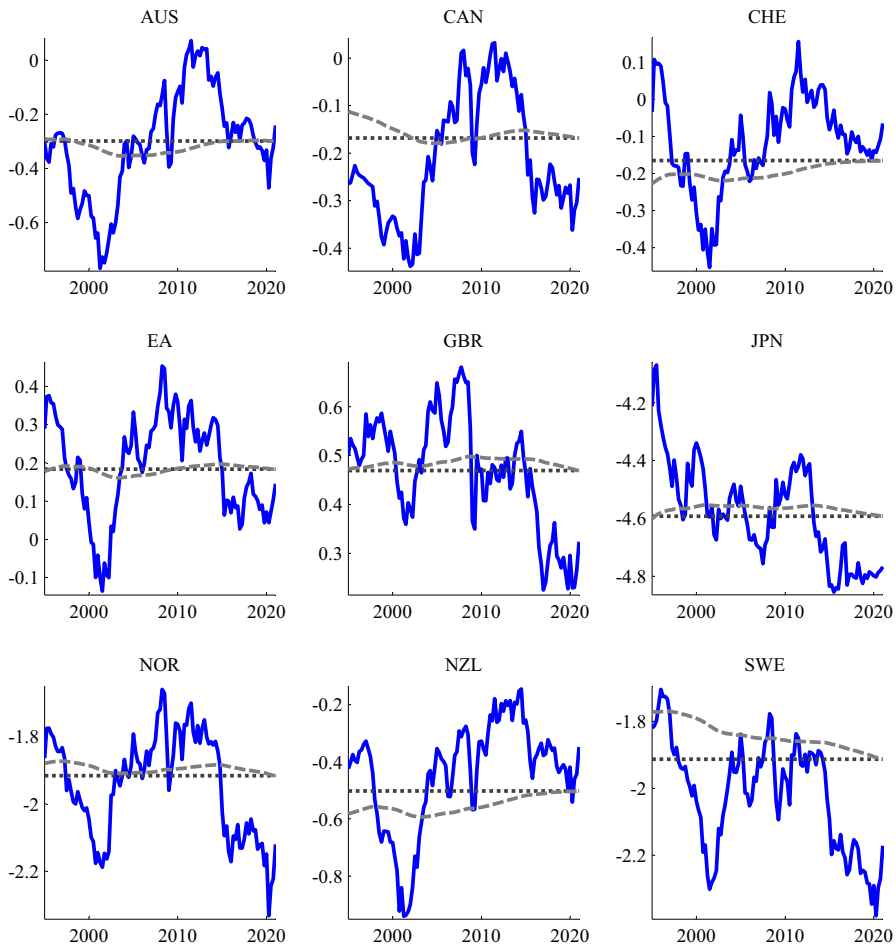 AUS CAN CHE
0 0 0.1
-0.2 -0.1 0
-0.4 -0.2 -0.1
-0.6 -0.3 -0.2
-0.4 -0.3
-0.4
2000 2010 2020 2000 2010 2020 2000 2010 2020
EA GBR JPN
0.4 0.6 -4.2
0.3 0.5 -4.4
0.2 0.4 -4.6
0.1 0.3 -4.8
0
-0.1
2000 2010 2020 2000 2010 2020 2000 2010 2020
NOR NZL SWE
-1.8 -0.2 -1.8
-2 -0.4 -2
-2.2 -0.6 -2.2
-0.8
2000 2010 2020 2000 2010 2020 2000 2010 2020